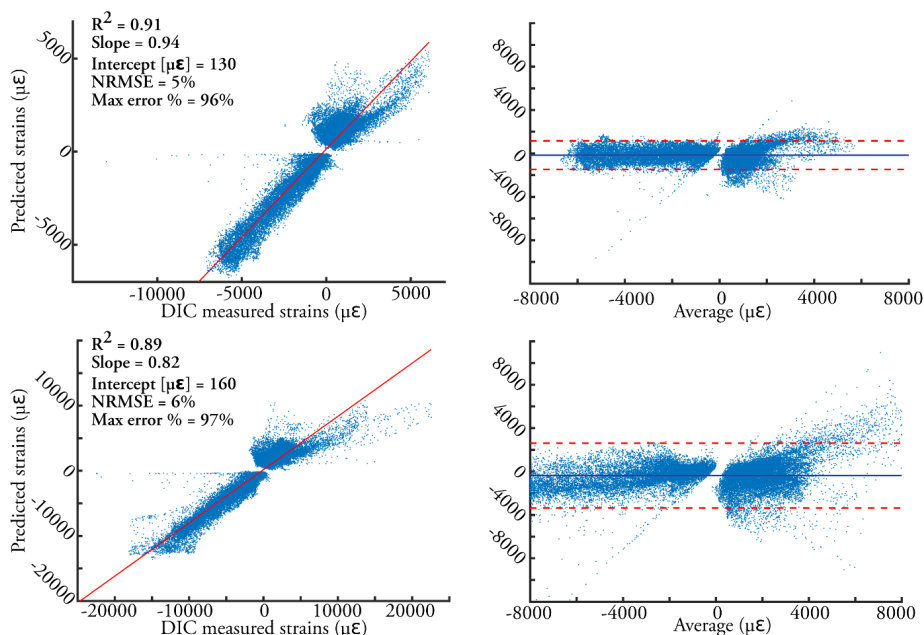 R2 = 0.91
Slope = 0.94
Intercept [µε] = 130
NRMSE = 5%
Max error % = 96%
Predicted strains (µε)
5000
0
-5000
-10000 -5000 0 5000
DIC measured strains (µε)
8000
4000
0
-4000
-8000
-8000 -4000 0 4000 8000
Average (µε)
R2 = 0.89
Slope = 0.82
Intercept [µε] = 160
NRMSE = 6%
Max error % = 97%
Predicted strains (µε)
10000
0
-10000
-20000
-20000 -10000 0 10000 20000
DIC measured strains (µε)
8000
4000
0
-4000
-8000
-8000 -4000 0 4000 8000
Average (µε)